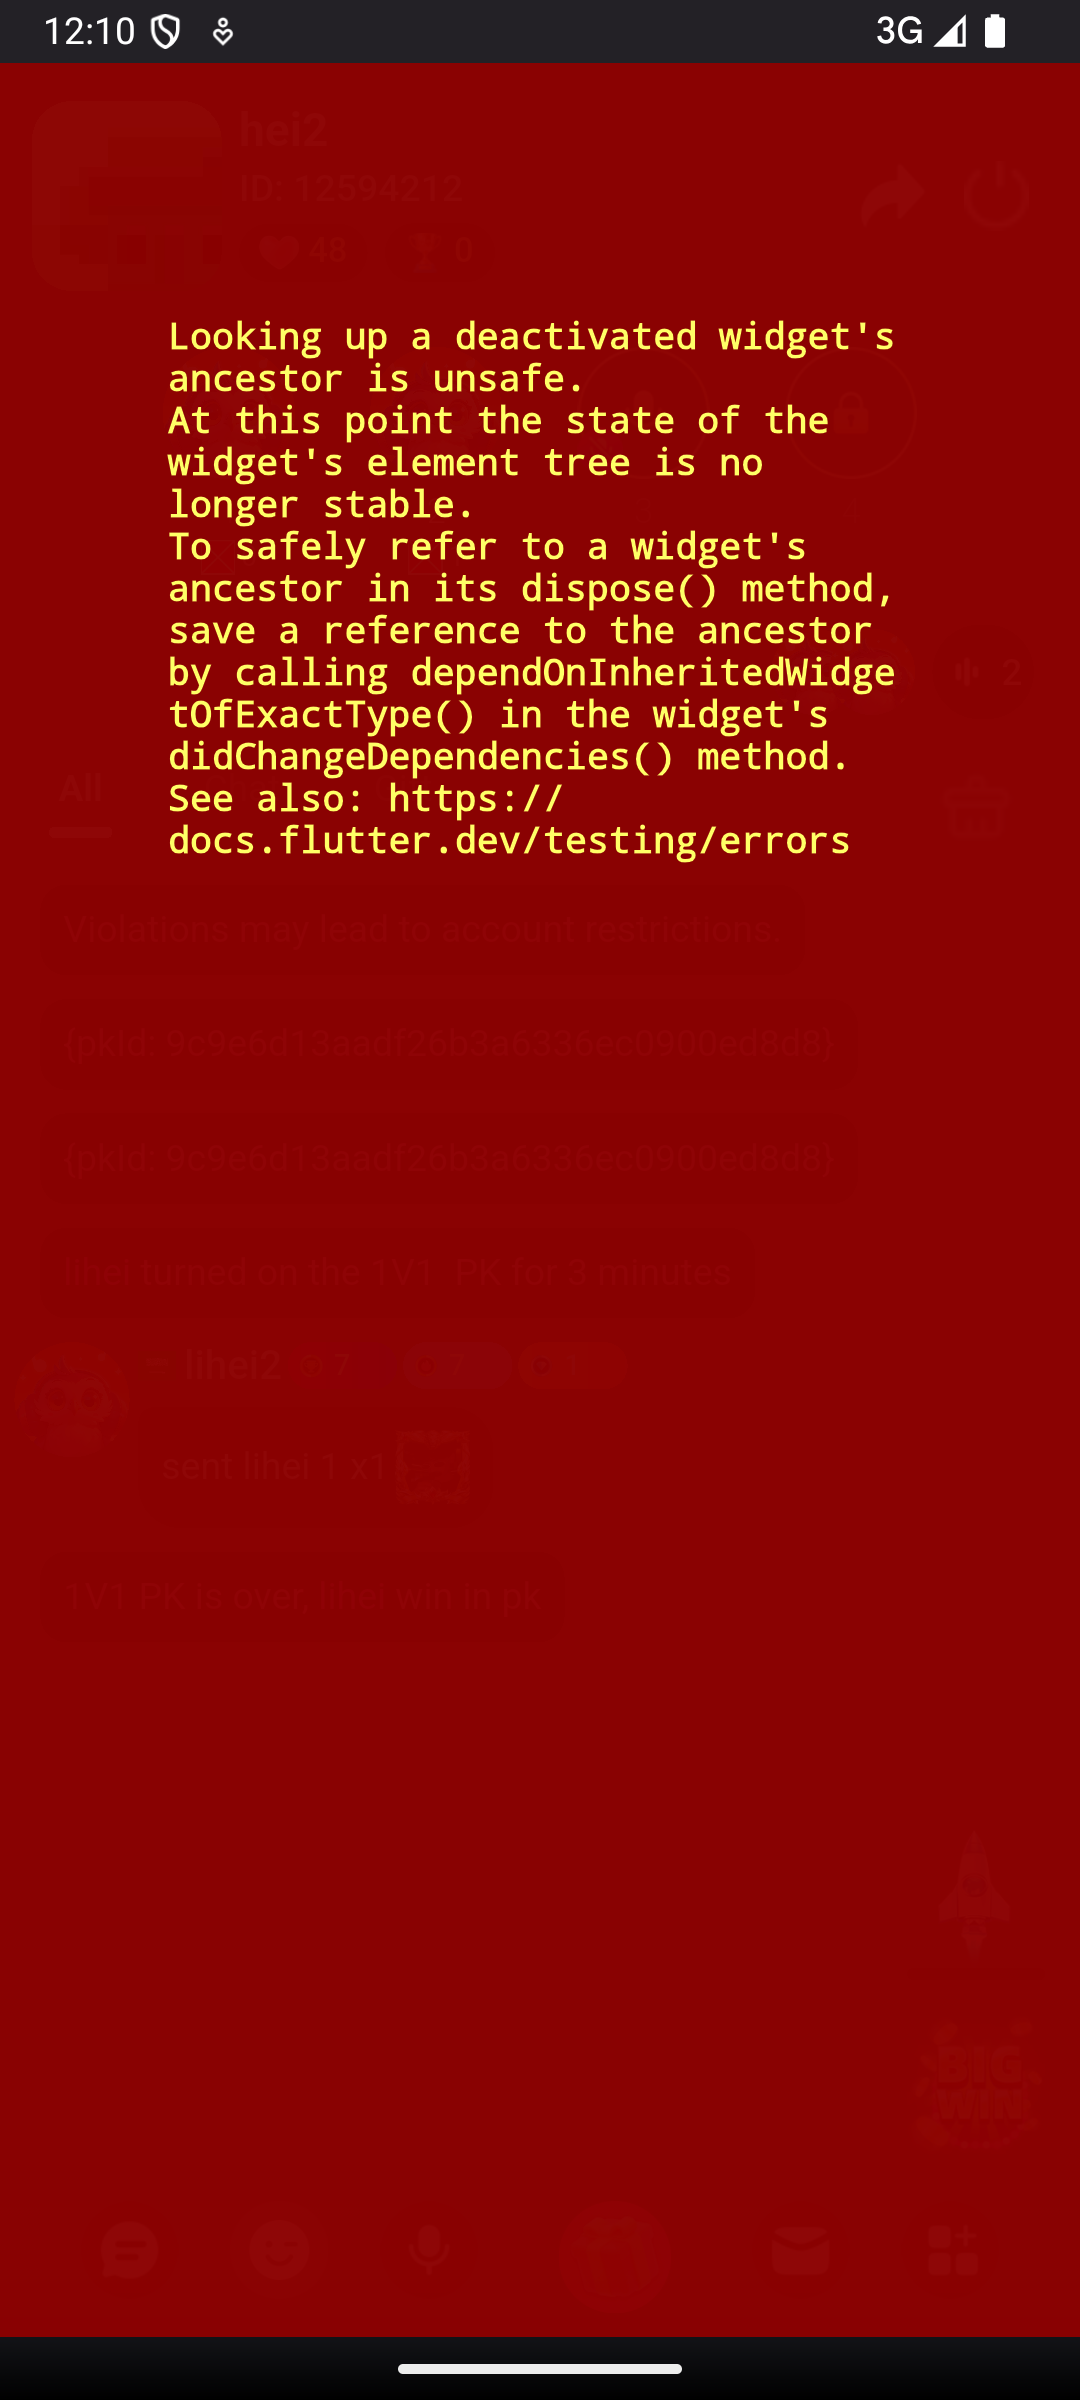 12:10
3G
hei2
ID: 12594212
48
0
Looking up a deactivated widget's
ancestor is unsafe.
At this point the state of the
widget's element tree is no
longer stable.
To safely refer to a widget's
ancestor in its dispose() method,
save a reference to the ancestor
by calling dependOnInheritedWidge
tOfExactType() in the widget's
didChangeDependencies() method.
See also: https://
docs.flutter.dev/testing/errors
2
All
Violations may lead to account restrictions.
{pkId: 9c9e6d13aadf26b3a6336ec0900ed8d8}
{pkId: 9c9e6d13aadf26b3a6336ec0900ed8d8}
lihei turned on the 1V1 PK for 3 minutes
lihei2 7
sent lihei 1 x1
1V1 PK is over, lihei win in pk
BIG
WIN